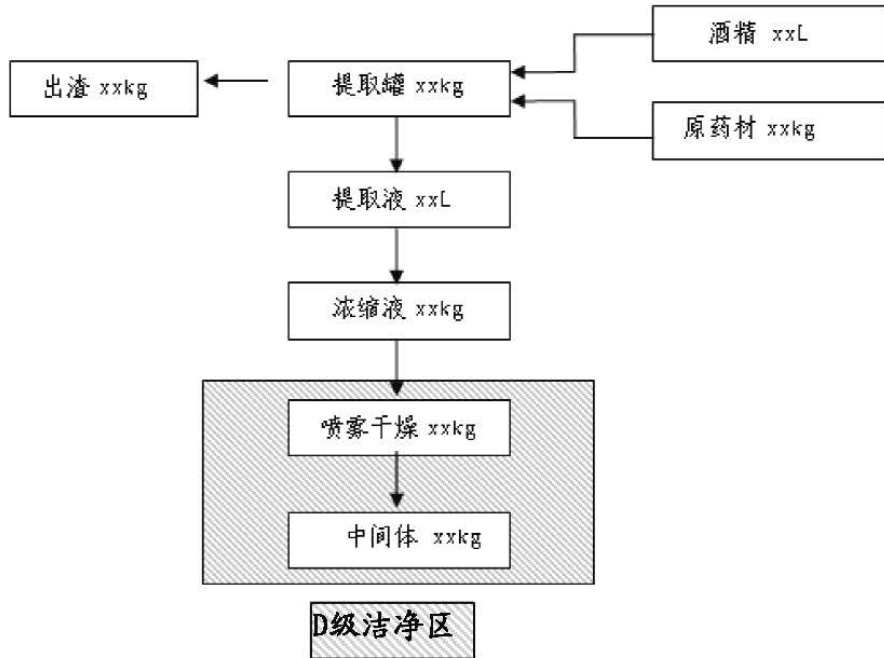 酒精 xxL
出渣 xxkg
提取罐 xxkg
原药材 xxkg
提取液 xxL
浓缩液 xxkg
喷雾干燥 xxkg
中间体 xxkg
D级洁净区